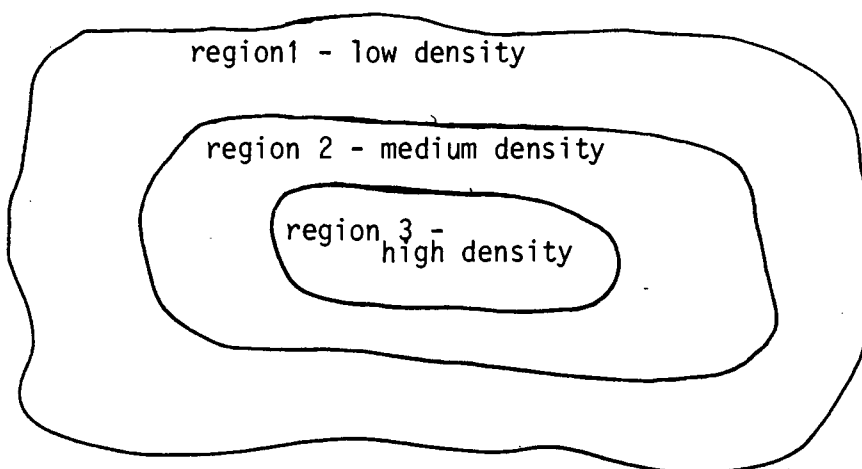 region1 - low density
region 2 - medium density
region 3 -
high density